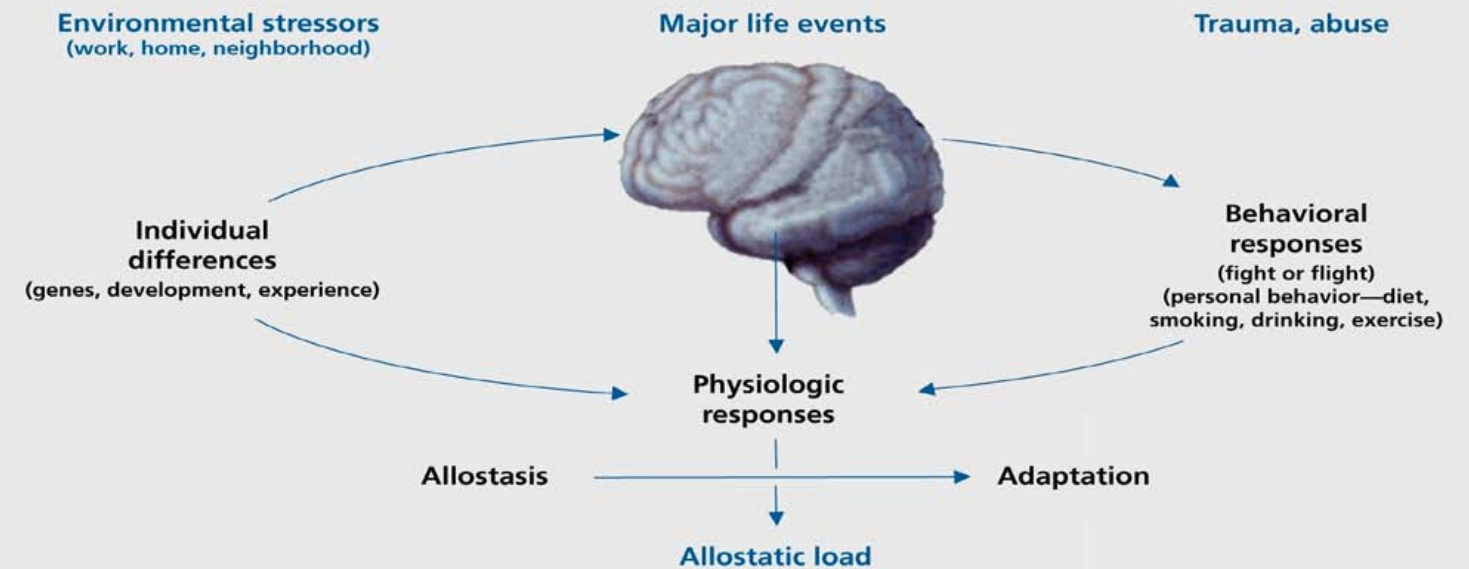 Environmental stressors
(work, home, neighborhood)
Major life events
Trauma, abuse
Individual
differences
(genes, development, experience)
Behavioral
responses
(fight or flight)
(personal behavior—diet,
smoking, drinking, exercise)
Physiologic
responses
Allostasis
Adaptation
Allostatic load